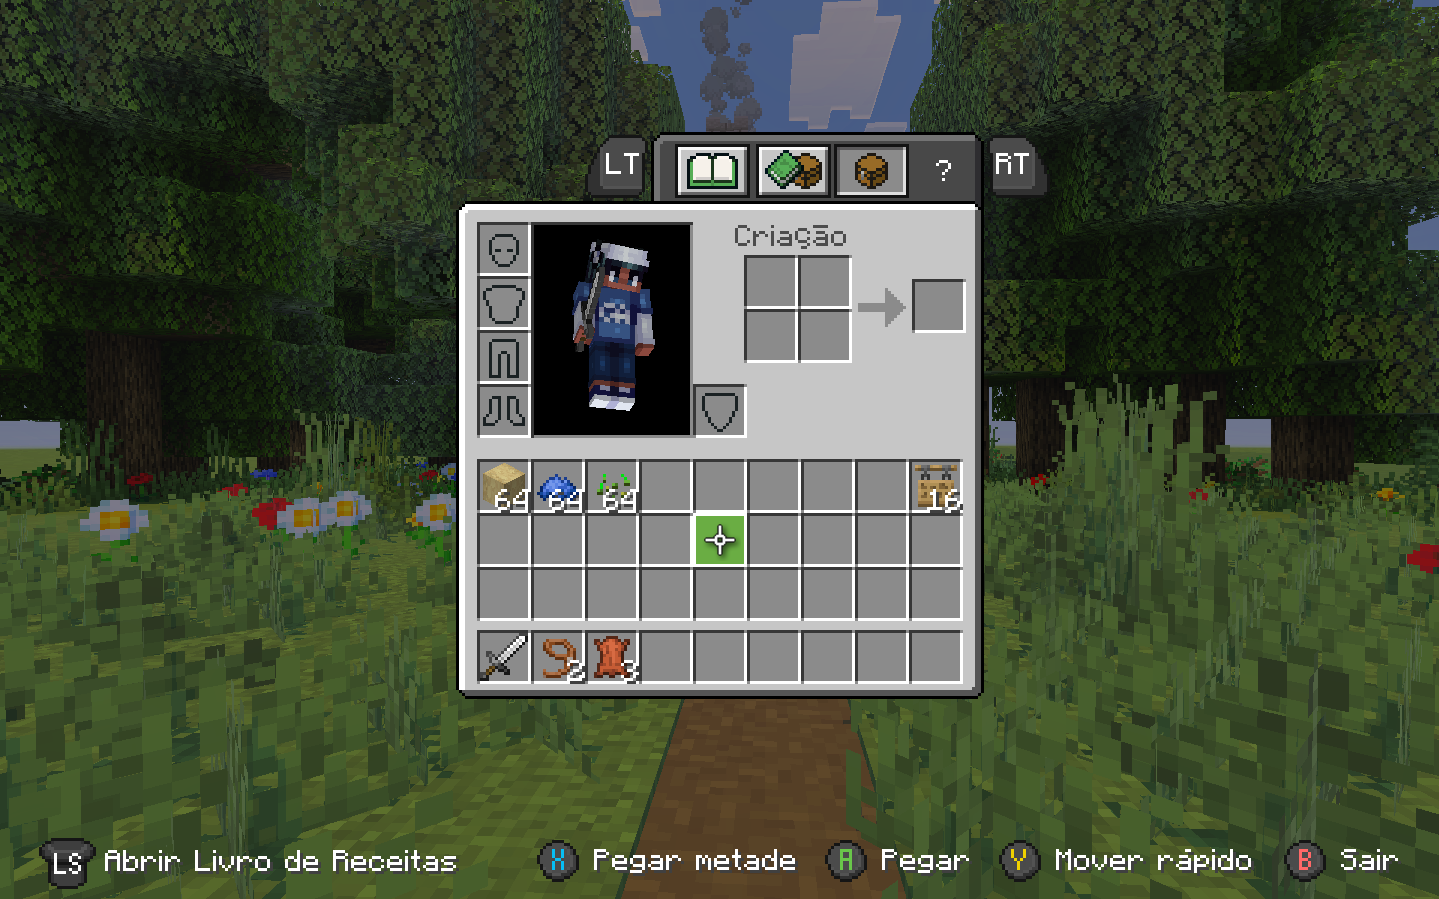 LT
?
RT
Criação
64
64
64
16
2
3
LS Abrir Livro de Receitas
X Pegar metade
A Pegar
Y Mover rápido
B Sair